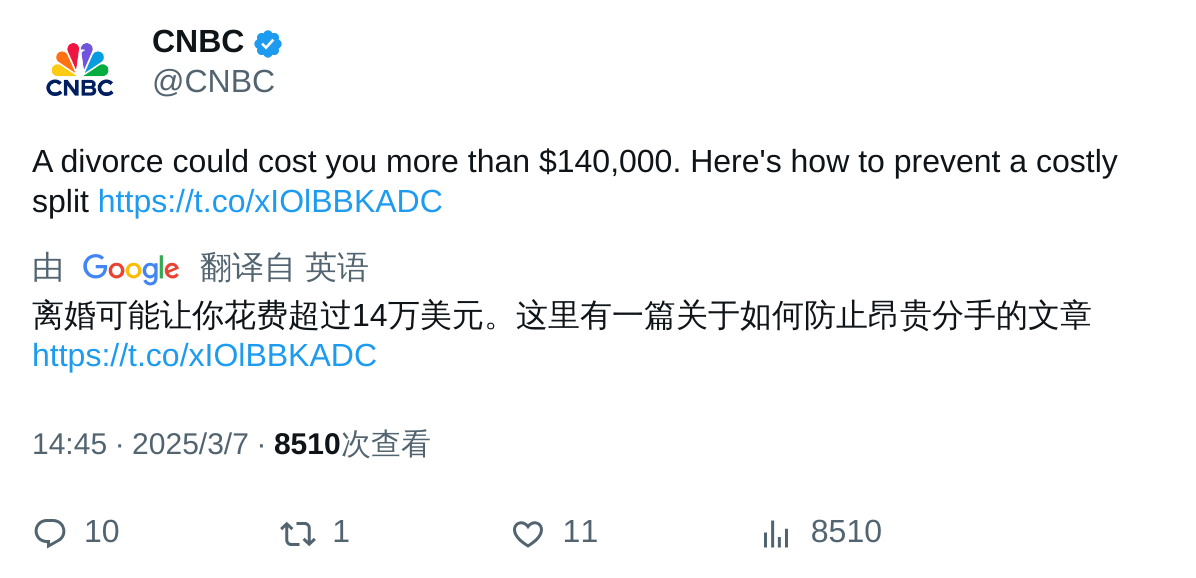 CNBC
CNBC
@CNBC
A divorce could cost you more than $140,000. Here's how to prevent a costly
split https://t.co/xIOlBBKADC
由 Google 翻译自 英语
离婚可能让你花费超过14万美元。这里有一篇关于如何防止昂贵分手的文章
https://t.co/xIOlBBKADC
14:45 · 2025/3/7 · 8510次查看
10 1 11 8510